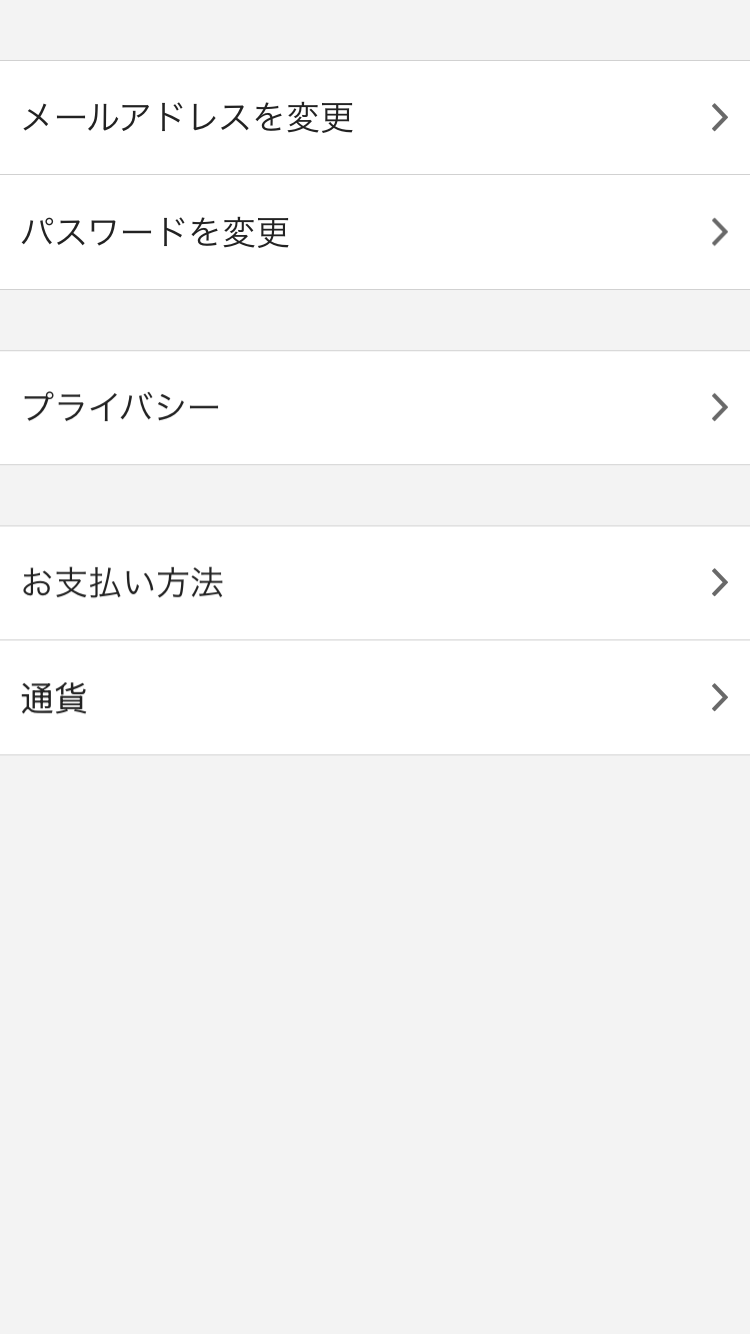 メールアドレスを変更
パスワードを変更
プライバシー
お支払い方法
通貨